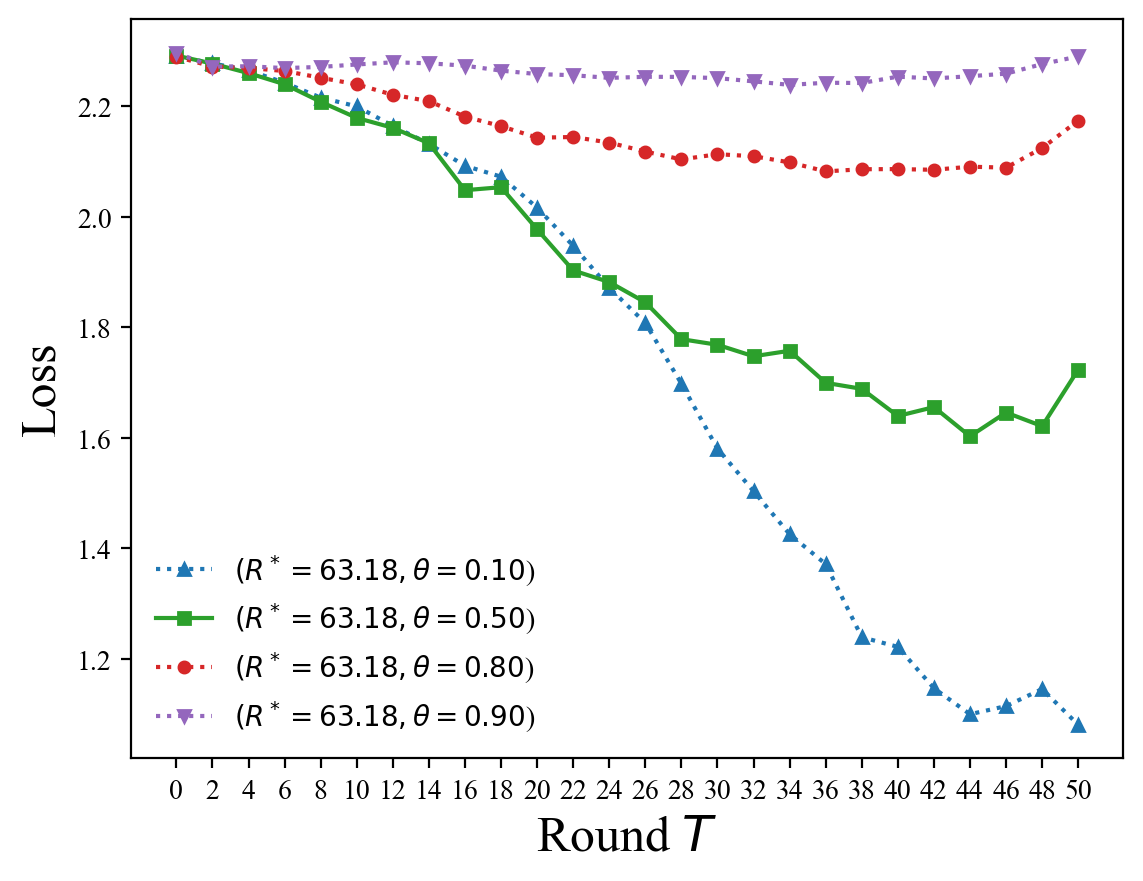 Loss
2.2
2.0
1.8
1.6
1.4
1.2
(R* = 63.18, θ = 0.10)
(R* = 63.18, θ = 0.50)
(R* = 63.18, θ = 0.80)
(R* = 63.18, θ = 0.90)
0 2 4 6 8 10 12 14 16 18 20 22 24 26 28 30 32 34 36 38 40 42 44 46 48 50
Round T